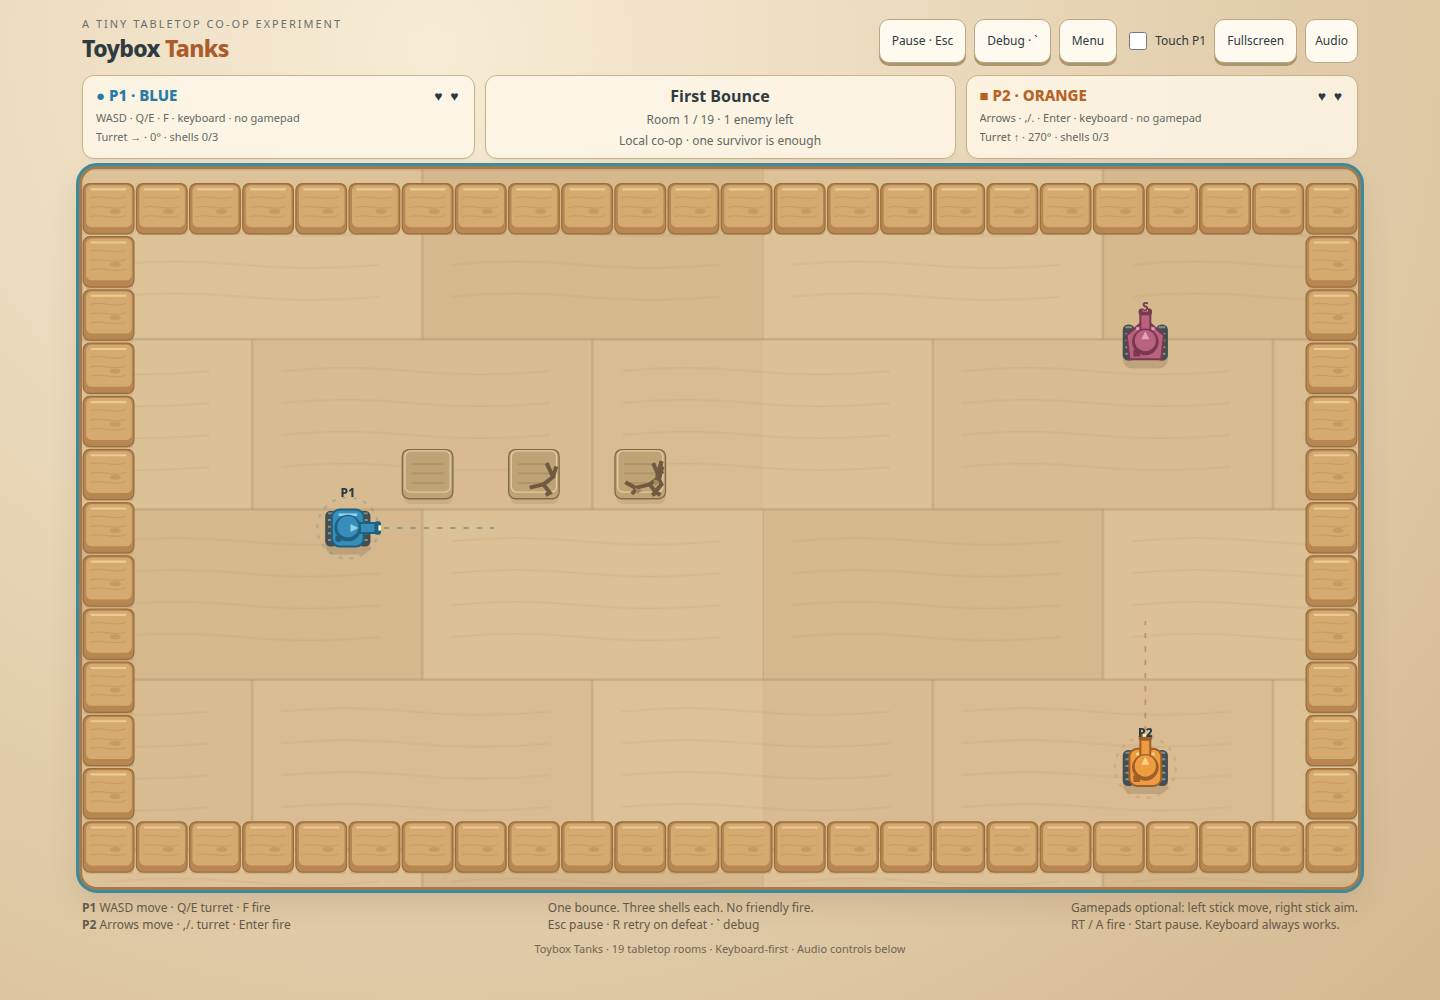 A TINY TABLETOP CO-OP EXPERIMENT
Toybox Tanks
Pause · Esc
Debug · `
Menu
Touch P1
Fullscreen
Audio
● P1 · BLUE
♥ ♥
WASD · Q/E · F · keyboard · no gamepad
Turret → · 0° · shells 0/3
First Bounce
Room 1 / 19 · 1 enemy left
Local co-op · one survivor is enough
■ P2 · ORANGE
♥ ♥
Arrows · ,/. · Enter · keyboard · no gamepad
Turret ↑ · 270° · shells 0/3
S
P1
P2
P1 WASD move · Q/E turret · F fire
P2 Arrows move · ,/. turret · Enter fire
One bounce. Three shells each. No friendly fire.
Esc pause · R retry on defeat · ` debug
Gamepads optional: left stick move, right stick aim.
RT / A fire · Start pause. Keyboard always works.
Toybox Tanks · 19 tabletop rooms · Keyboard-first · Audio controls below